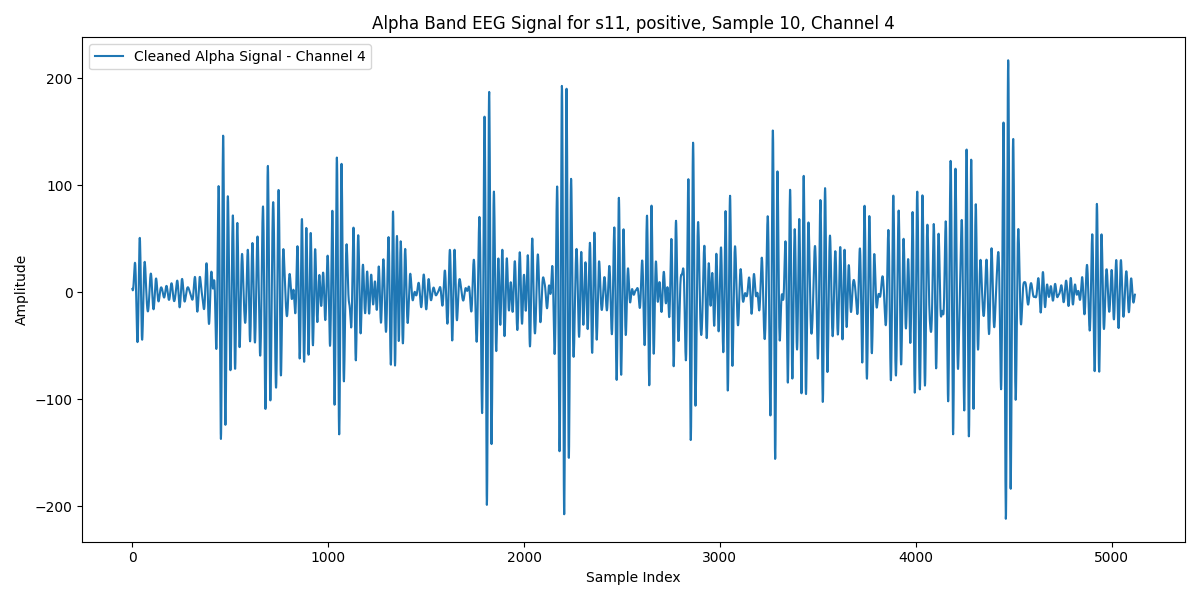 Alpha Band EEG Signal for s11, positive, Sample 10, Channel 4
Cleaned Alpha Signal - Channel 4
200
100
0
−100
−200
Amplitude
0 1000 2000 3000 4000 5000
Sample Index